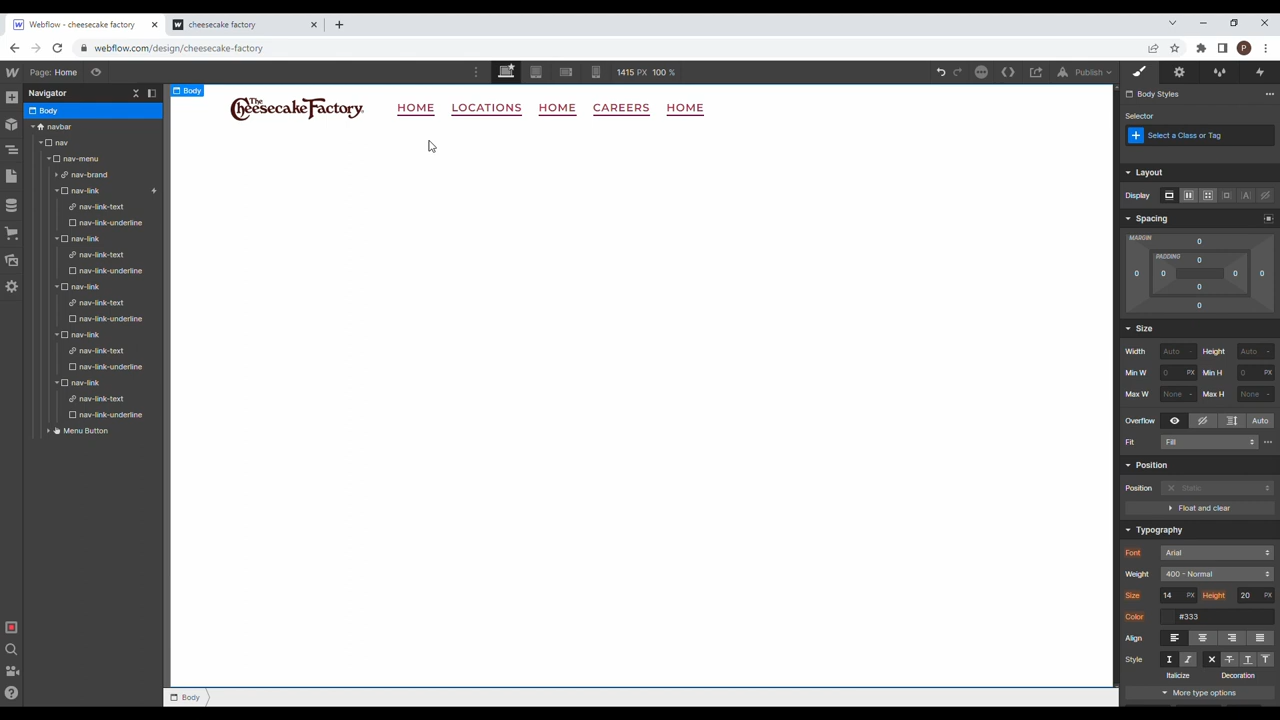 Webflow - cheesecake factory
cheesecake factory
webflow.com/design/cheesecake-factory
P
Page: Home
1415 PX 100 %
Publish
Navigator
Body
navbar
nav
nav-menu
nav-brand
nav-link
nav-link-text
nav-link-underline
nav-link
nav-link-text
nav-link-underline
nav-link
nav-link-text
nav-link-underline
nav-link
nav-link-text
nav-link-underline
nav-link
nav-link-text
nav-link-underline
Menu Button
Body
The Cheesecake Factory
HOME LOCATIONS HOME CAREERS HOME
Body
Body Styles
Selector
Select a Class or Tag
Layout
Display
Spacing
MARGIN
0
PADDING
0
0 0 0 0
0
0
Size
Width Auto - Height Auto -
Min W 0 PX Min H 0 PX
Max W None - Max H None -
Overflow Auto
Fit Fill
Position
Position Static
Float and clear
Typography
Font Arial
Weight 400 - Normal
Size 14 PX Height 20 PX
Color #333
Align
Style
Italicize Decoration
More type options